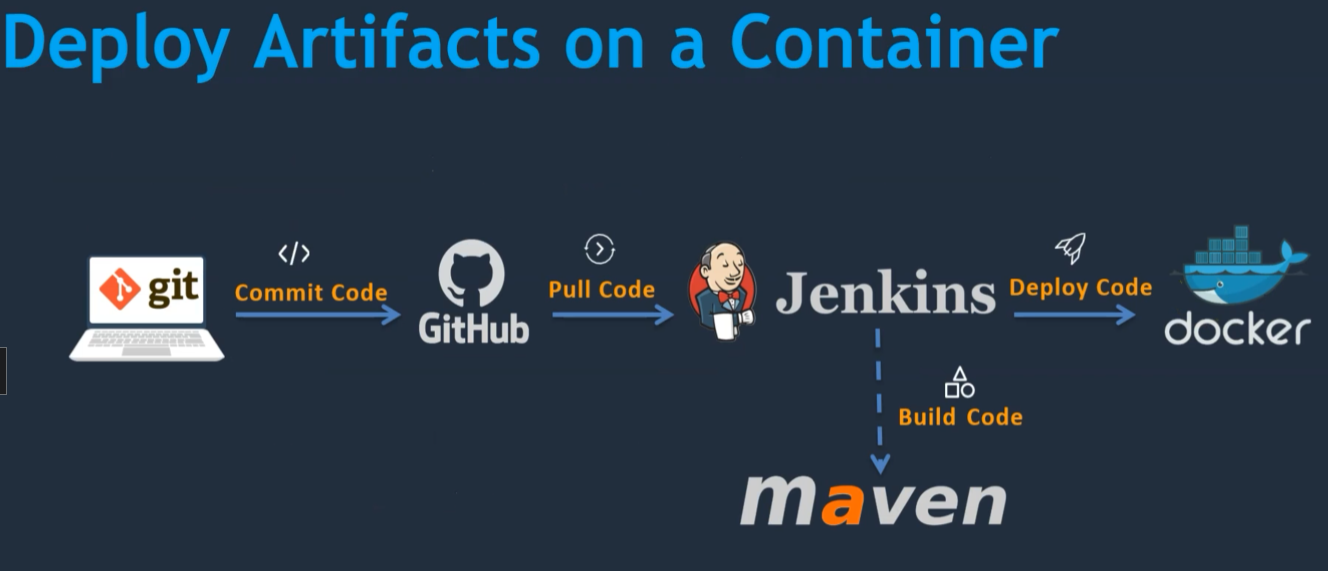 Deploy Artifacts on a Container
git
</>
Commit Code
GitHub
Pull Code
Jenkins
Deploy Code
docker
Build Code
maven